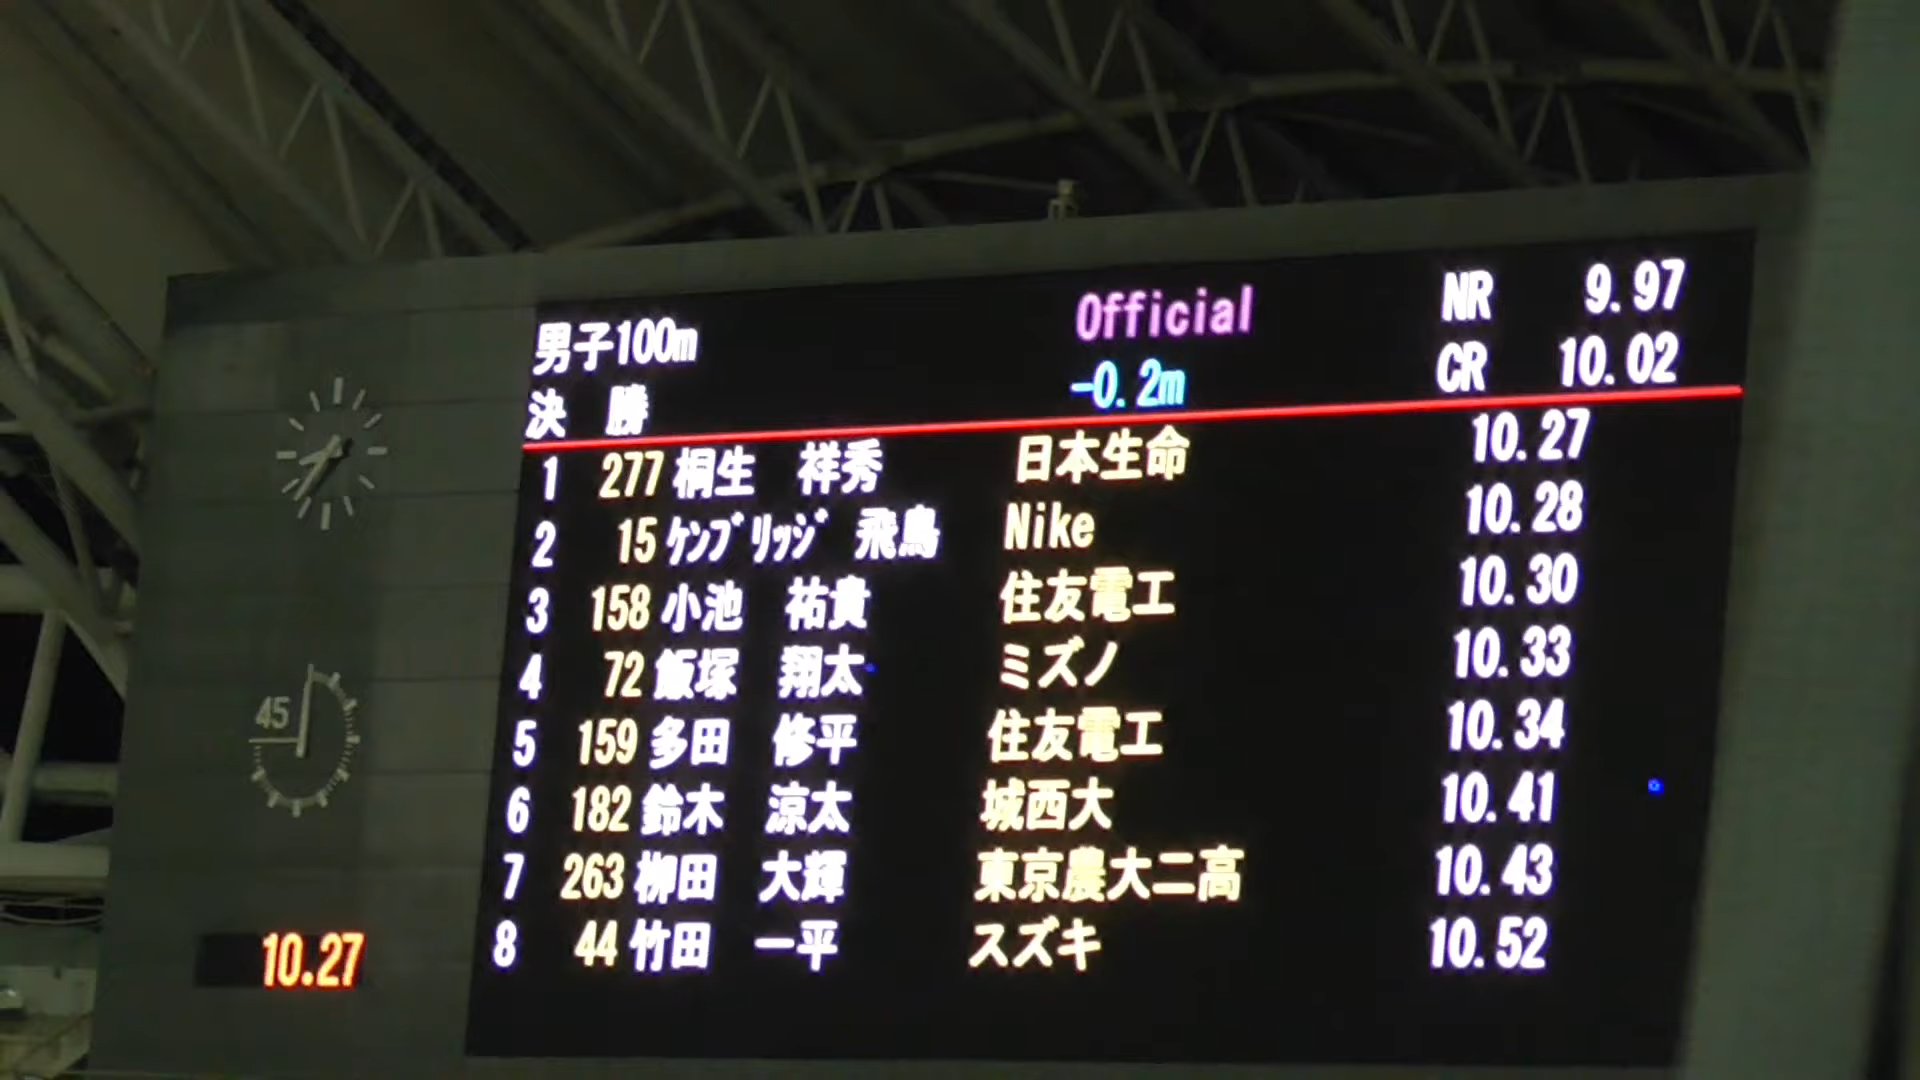 男子100m Official NR 9.97
決 勝 -0.2m CR 10.02
1 277 桐生 祥秀 日本生命 10.27
2 15 ｹﾝﾌﾞﾘｯｼﾞ 飛鳥 Nike 10.28
3 158 小池 祐貴 住友電工 10.30
4 72 飯塚 翔太 ミズノ 10.33
5 159 多田 修平 住友電工 10.34
6 182 鈴木 涼太 城西大 10.41
7 263 柳田 大輝 東京農大二高 10.43
8 44 竹田 一平 スズキ 10.52
45
10.27